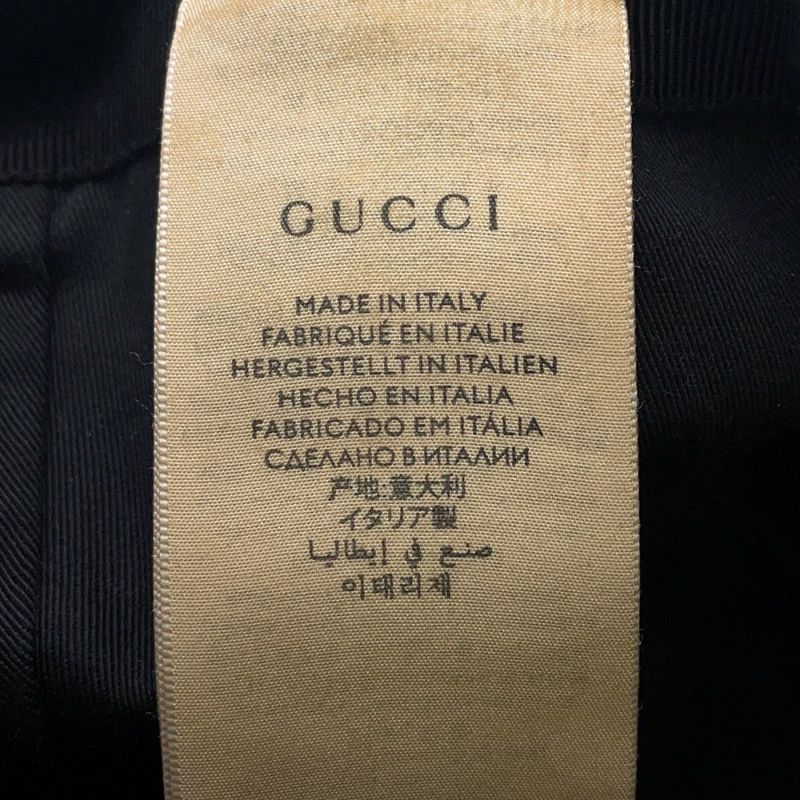 GUCCI
MADE IN ITALY
FABRIQUÉ EN ITALIE
HERGESTELLT IN ITALIEN
HECHO EN ITALIA
FABRICADO EM ITÁLIA
СДЕЛАНО В ИТАЛИИ
产地:意大利
イタリア製
صنع في إيطاليا
이태리제